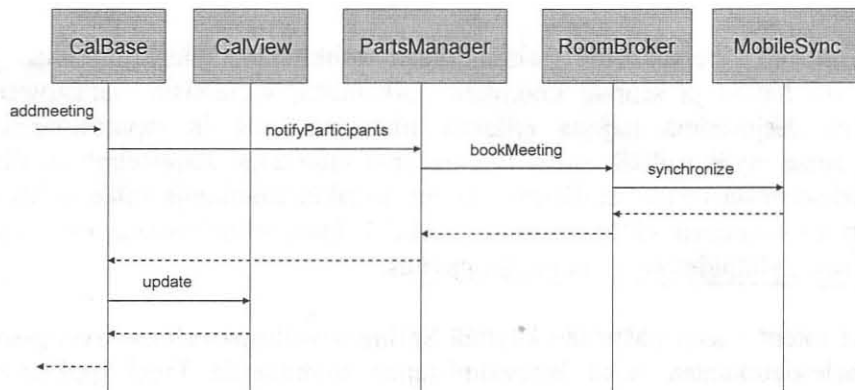 CalBase CalView PartsManager RoomBroker MobileSync
addmeeting
notifyParticipants
bookMeeting
synchronize
update